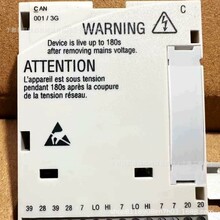 CAN
001 / 3G
C
WARNING
Device is live up to 180s
after removing mains voltage.
ATTENTION
L'appareil est sous tension
pendant 180 s après la coupure
de la tension réseau.
39 28 39 28 7 LO HI 7 LO HI 7 7 20 20